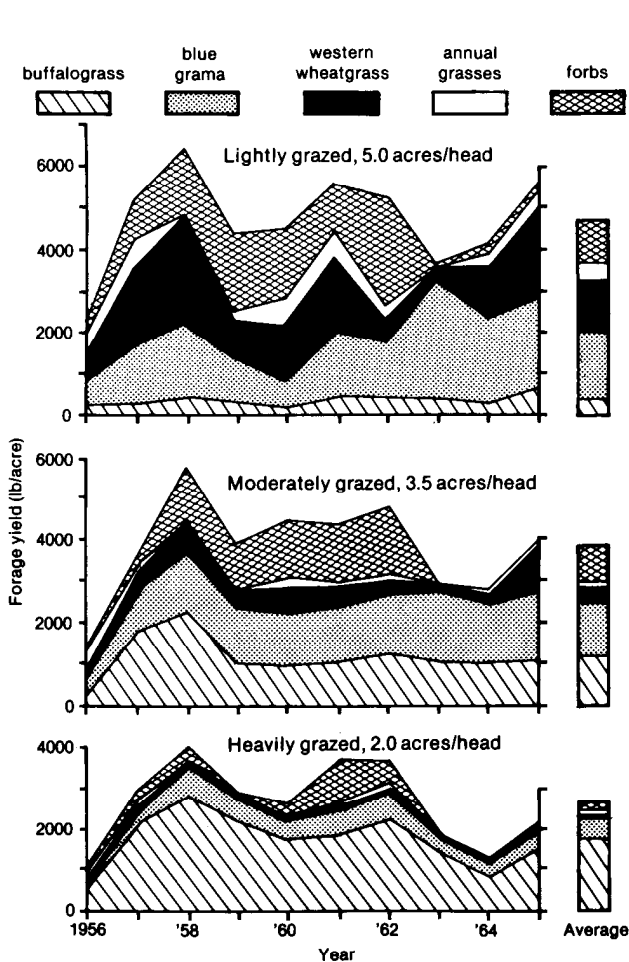 buffalograss
blue
grama
western
wheatgrass
annual
grasses
forbs
Lightly grazed, 5.0 acres/head
6000
4000
2000
0
Forage yield (lb/acre)
Moderately grazed, 3.5 acres/head
6000
4000
2000
0
Heavily grazed, 2.0 acres/head
4000
2000
0
1956 '58 '60 '62 '64 Average
Year